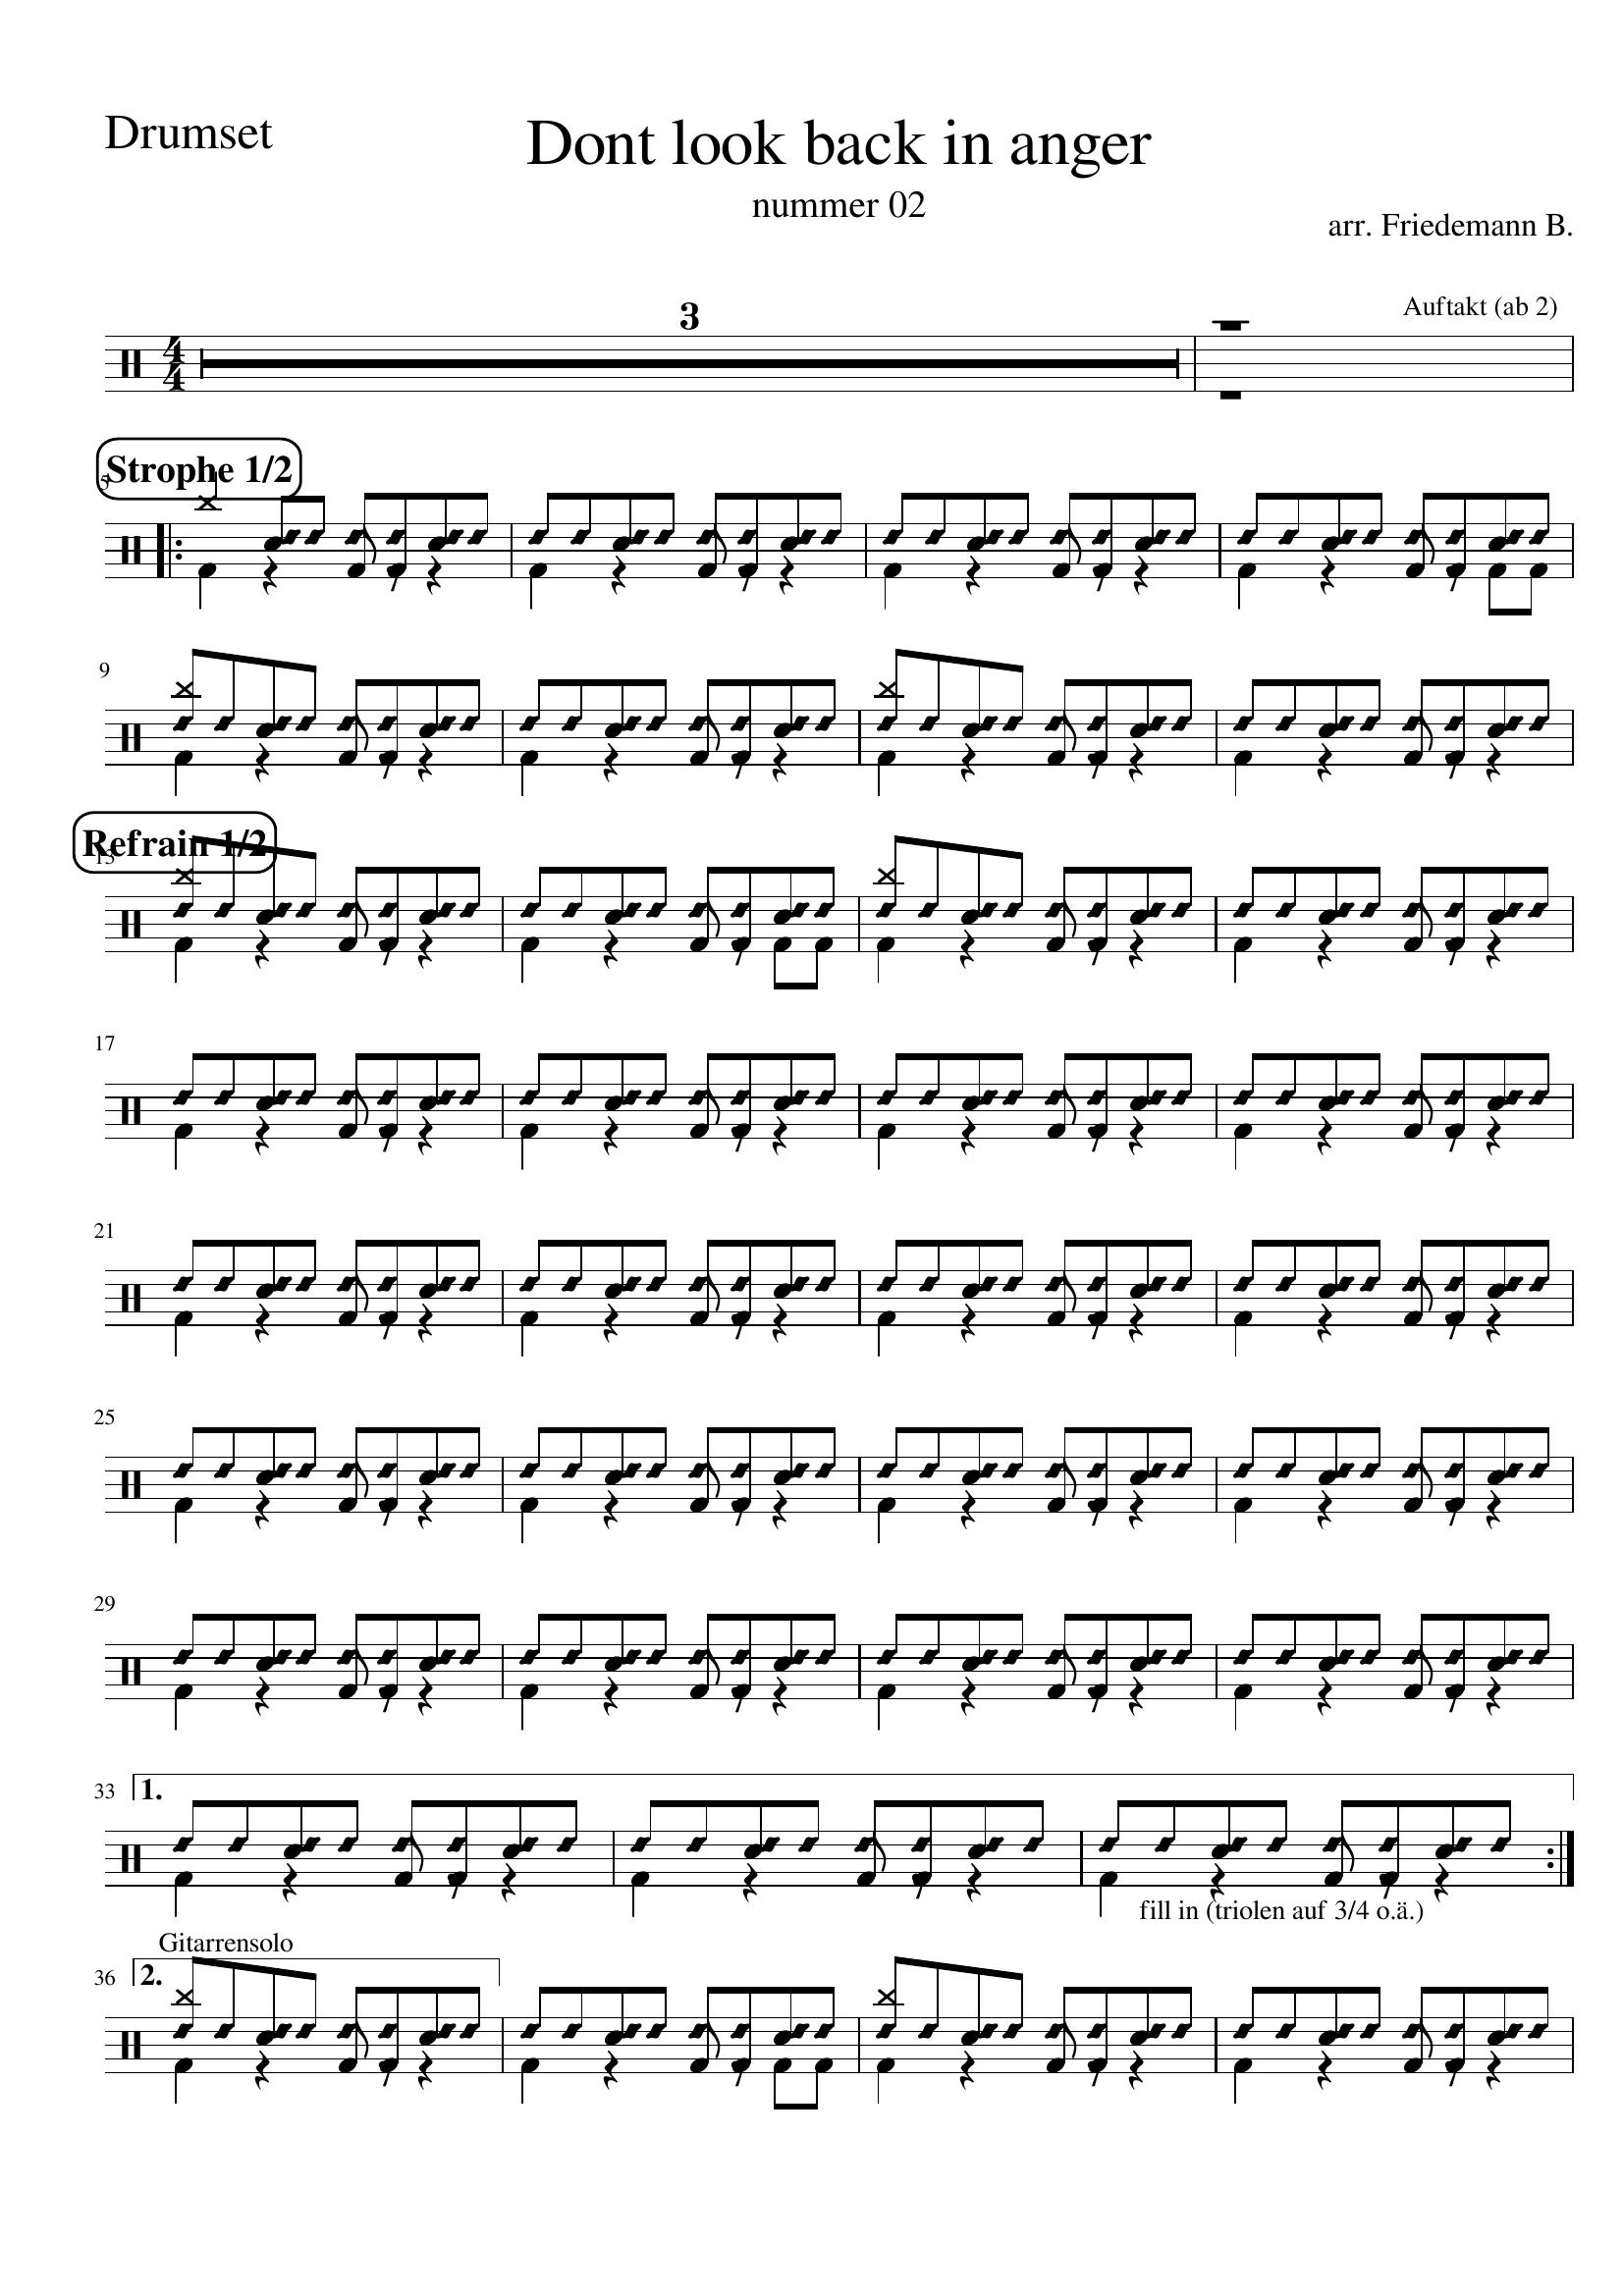 Drumset
Dont look back in anger
nummer 02
arr. Friedemann B.
3
Auftakt (ab 2)
4
4
Strophe 1/2
5
9
Refrain 1/2
13
17
21
25
29
33
1.
fill in (triolen auf 3/4 o.ä.)
Gitarrensolo
36
2.